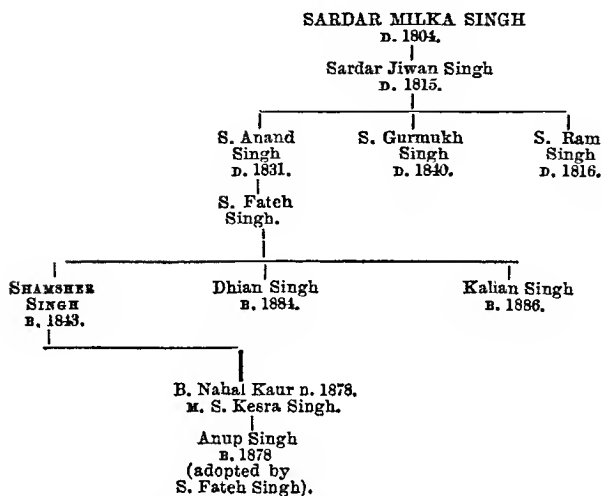 SARDAR MILKA SINGH
D. 1804.
Sardar Jiwan Singh
D. 1815.
S. Anand
Singh
D. 1831.
S. Gurmukh
Singh
D. 1840.
S. Ram
Singh
D. 1816.
S. Fateh
Singh.
SHAMSHER
SINGH
B. 1843.
Dhian Singh
B. 1884.
Kalian Singh
B. 1886.
B. Nahal Kaur D. 1878.
M. S. Kesra Singh.
Anup Singh
B. 1878
(adopted by
S. Fateh Singh).